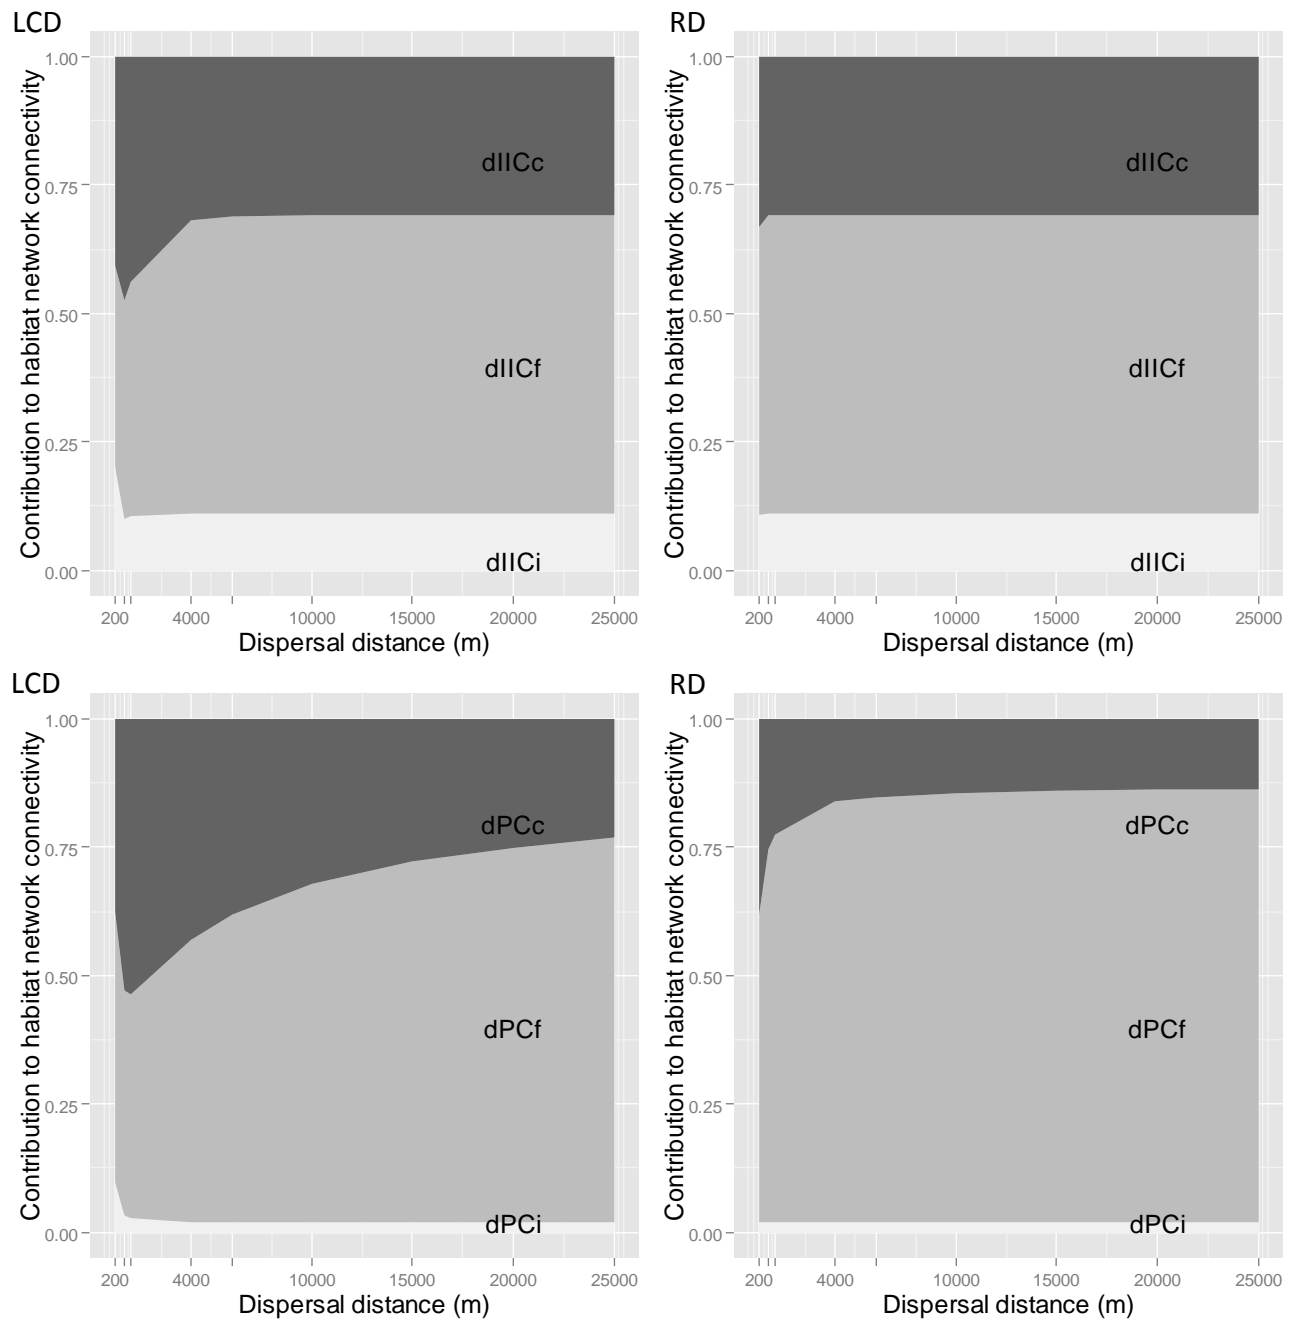 LCD
Contribution to habitat network connectivity
1.00
0.75
0.50
0.25
0.00
dIICc
dIICf
dIICi
200 4000 10000 15000 20000 25000
Dispersal distance (m)
RD
Contribution to habitat network connectivity
1.00
0.75
0.50
0.25
0.00
dIICc
dIICf
dIICi
200 4000 10000 15000 20000 25000
Dispersal distance (m)
LCD
Contribution to habitat network connectivity
1.00
0.75
0.50
0.25
0.00
dPCc
dPCf
dPCi
200 4000 10000 15000 20000 25000
Dispersal distance (m)
RD
Contribution to habitat network connectivity
1.00
0.75
0.50
0.25
0.00
dPCc
dPCf
dPCi
200 4000 10000 15000 20000 25000
Dispersal distance (m)